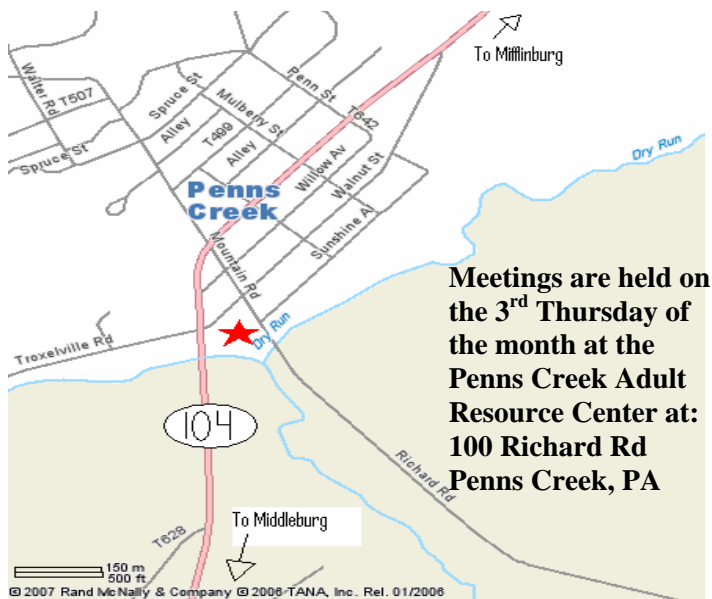 To Mifflinburg
Walter Rd
T507
Spruce St
Spruce St
Alley
T499
Mulberry St
Alley
Penn St
T642
Willow Av
Walnut St
Sunshine Al
Dry Run
Penns
Creek
Mountain Rd
Dry Run
Troxelville Rd
104
Richard Rd
Meetings are held on
the 3rd Thursday of
the month at the
Penns Creek Adult
Resource Center at:
100 Richard Rd
Penns Creek, PA
T628
To Middleburg
150 m
500 ft
© 2007 Rand McNally & Company © 2006 TANA, Inc. Rel. 01/2006